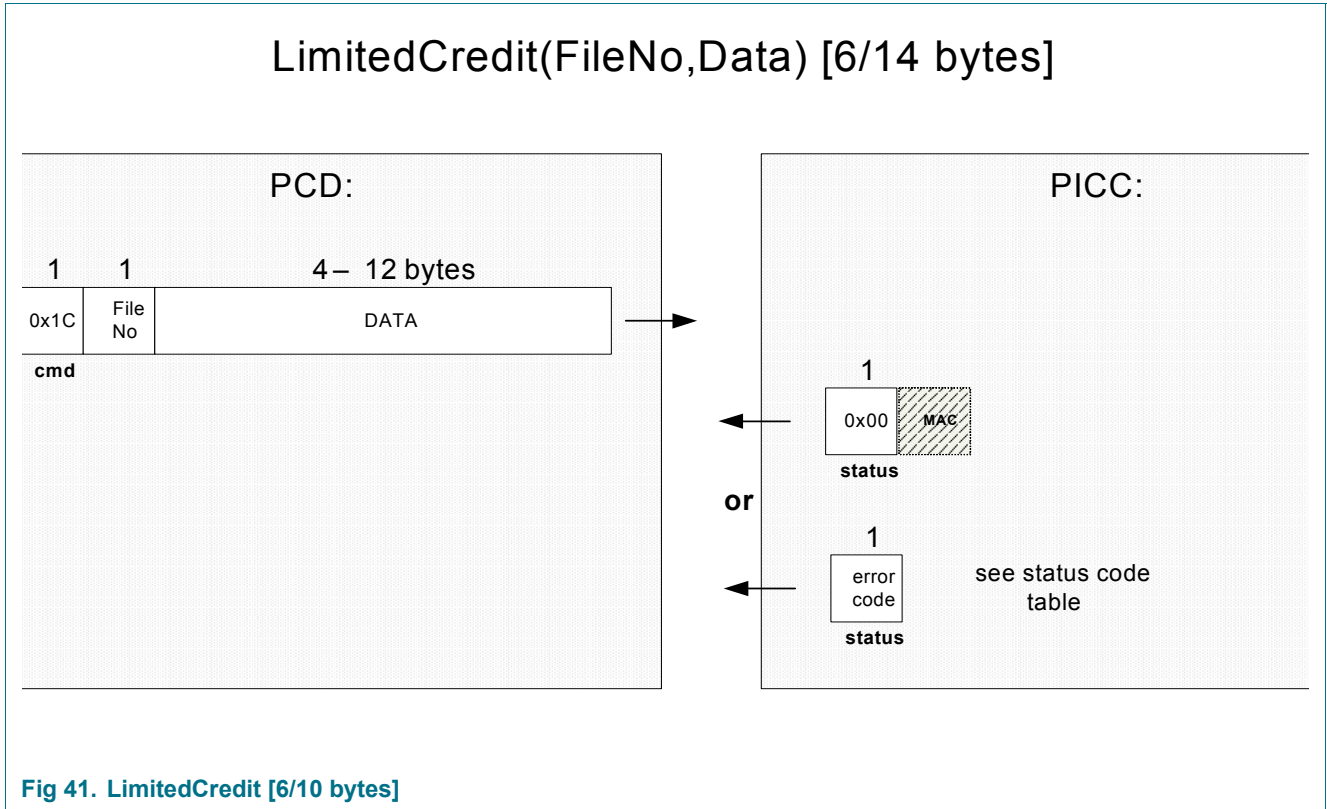 LimitedCredit(FileNo,Data) [6/14 bytes]
PCD:
1 1 4 – 12 bytes
0x1C File No DATA
cmd
PICC:
1
0x00 MAC
status
or
1
error code
status
see status code
table
Fig 41. LimitedCredit [6/10 bytes]